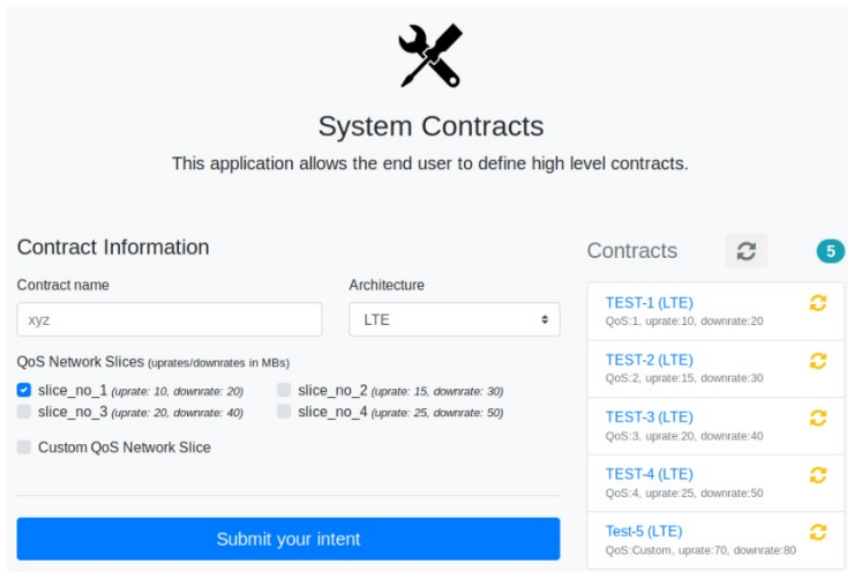 System Contracts
This application allows the end user to define high level contracts.
Contract Information
Contract name
Architecture
xyz
LTE
QoS Network Slices (uprates/downrates in MBs)
slice_no_1 (uprate: 10, downrate: 20)
slice_no_2 (uprate: 15, downrate: 30)
slice_no_3 (uprate: 20, downrate: 40)
slice_no_4 (uprate: 25, downrate: 50)
Custom QoS Network Slice
Submit your intent
Contracts
5
TEST-1 (LTE)
QoS:1, uprate:10, downrate:20
TEST-2 (LTE)
QoS:2, uprate:15, downrate:30
TEST-3 (LTE)
QoS:3, uprate:20, downrate:40
TEST-4 (LTE)
QoS:4, uprate:25, downrate:50
Test-5 (LTE)
QoS:Custom, uprate:70, downrate:80